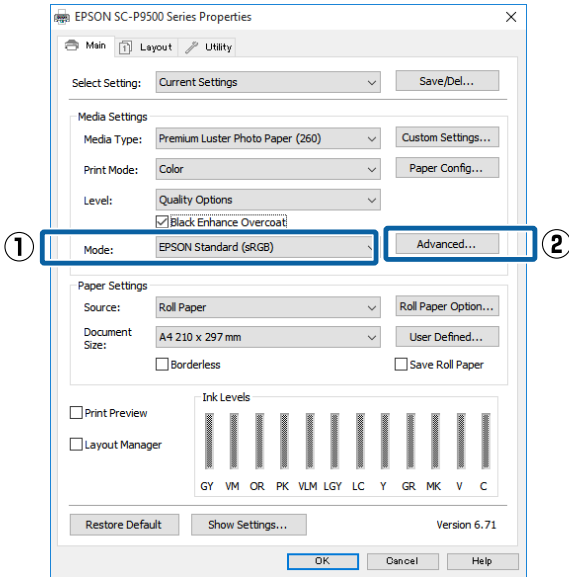 EPSON SC-P9500 Series Properties
Main Layout Utility
Select Setting: Current Settings Save/Del...
Media Settings
Media Type: Premium Luster Photo Paper (260) Custom Settings...
Print Mode: Color Paper Config...
Level: Quality Options
Black Enhance Overcoat
① Mode: EPSON Standard (sRGB) Advanced... ②
Paper Settings
Source: Roll Paper Roll Paper Option...
Document Size: A4 210 x 297 mm User Defined...
Borderless Save Roll Paper
Ink Levels
Print Preview
Layout Manager
GY VM OR PK VLM LGY LC Y GR MK V C
Restore Default Show Settings... Version 6.71
OK Cancel Help